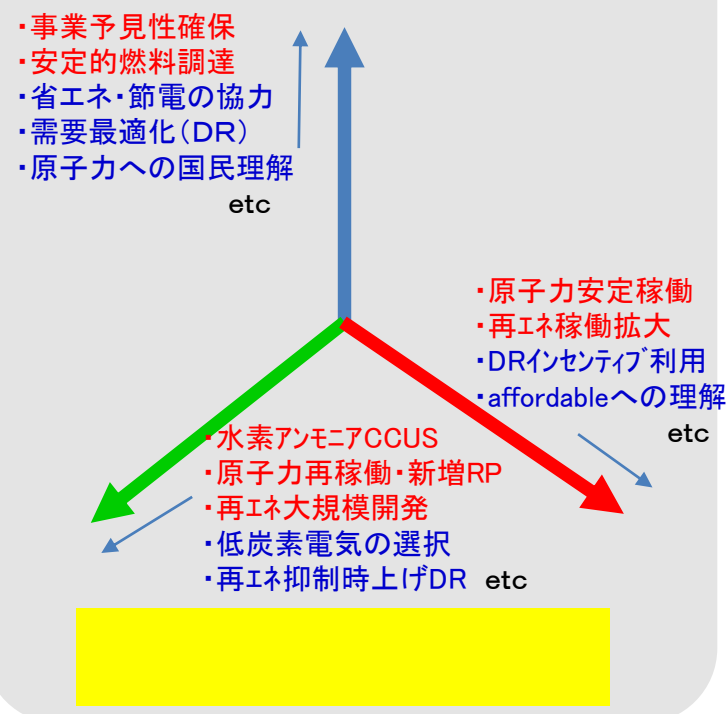 ・事業予見性確保
・安定的燃料調達
・省エネ・節電の協力
・需要最適化（DR）
・原子力への国民理解
etc
・原子力安定稼働
・再ｴﾈ稼働拡大
・DRｲﾝｾﾝﾃｨﾌﾞ利用
・affordableへの理解
etc
・水素ｱﾝﾓﾆｱCCUS
・原子力再稼働・新増RP
・再ｴﾈ大規模開発
・低炭素電気の選択
・再ｴﾈ抑制時上げDR etc